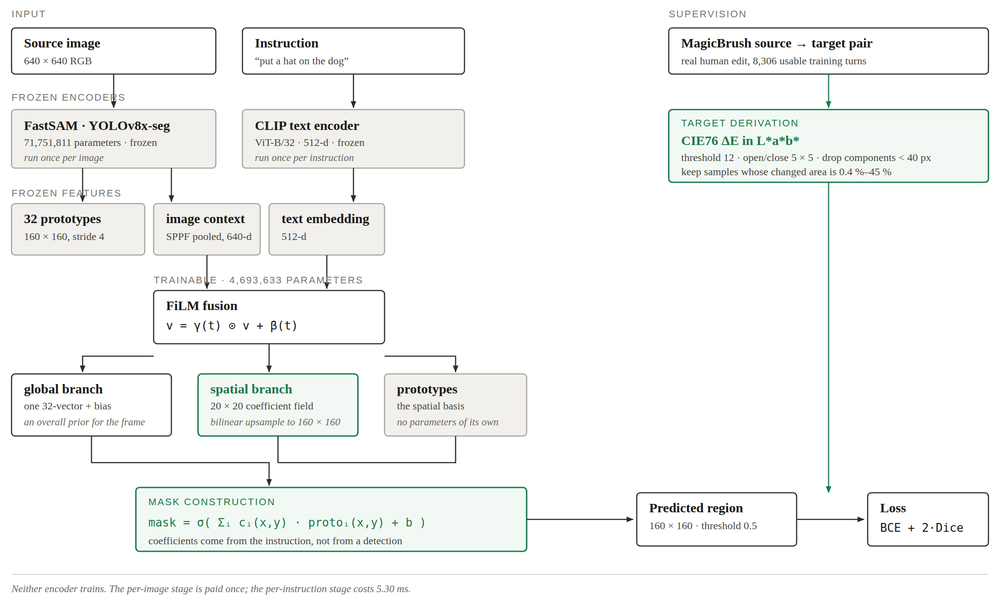 INPUT
Source image
640 × 640 RGB
Instruction
“put a hat on the dog”
SUPERVISION
MagicBrush source → target pair
real human edit, 8,306 usable training turns
FROZEN ENCODERS
FastSAM · YOLOv8x-seg
71,751,811 parameters · frozen
run once per image
CLIP text encoder
ViT-B/32 · 512-d · frozen
run once per instruction
TARGET DERIVATION
CIE76 ΔE in L*a*b*
threshold 12 · open/close 5 × 5 · drop components < 40 px
keep samples whose changed area is 0.4 %–45 %
FROZEN FEATURES
32 prototypes
160 × 160, stride 4
image context
SPPF pooled, 640-d
text embedding
512-d
TRAINABLE · 4,693,633 PARAMETERS
FiLM fusion
v = γ(t) ⊙ v + β(t)
global branch
one 32-vector + bias
an overall prior for the frame
spatial branch
20 × 20 coefficient field
bilinear upsample to 160 × 160
prototypes
the spatial basis
no parameters of its own
MASK CONSTRUCTION
mask = σ( Σᵢ cᵢ(x,y) · protoᵢ(x,y) + b )
coefficients come from the instruction, not from a detection
Predicted region
160 × 160 · threshold 0.5
Loss
BCE + 2·Dice
Neither encoder trains. The per-image stage is paid once; the per-instruction stage costs 5.30 ms.